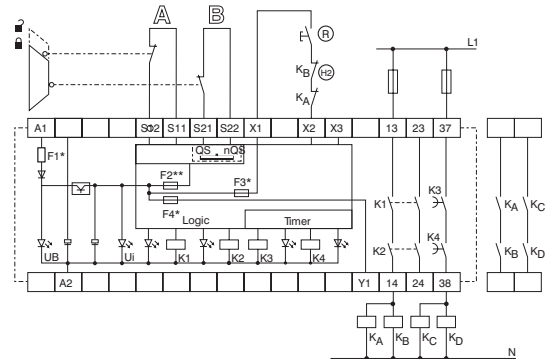 A
B
R
L1
KB
H2
KA
A1
SΦ2
S11
S21
S22
X1
X2
X3
13
23
37
QS
nQS
F1*
F2**
F3*
K3
KA
KC
F4*
K1
Logic
Timer
K4
UB
Ui
K1
K2
K3
K4
K2
KB
KD
A2
Y1
14
24
38
KA
KB
KC
KD
N